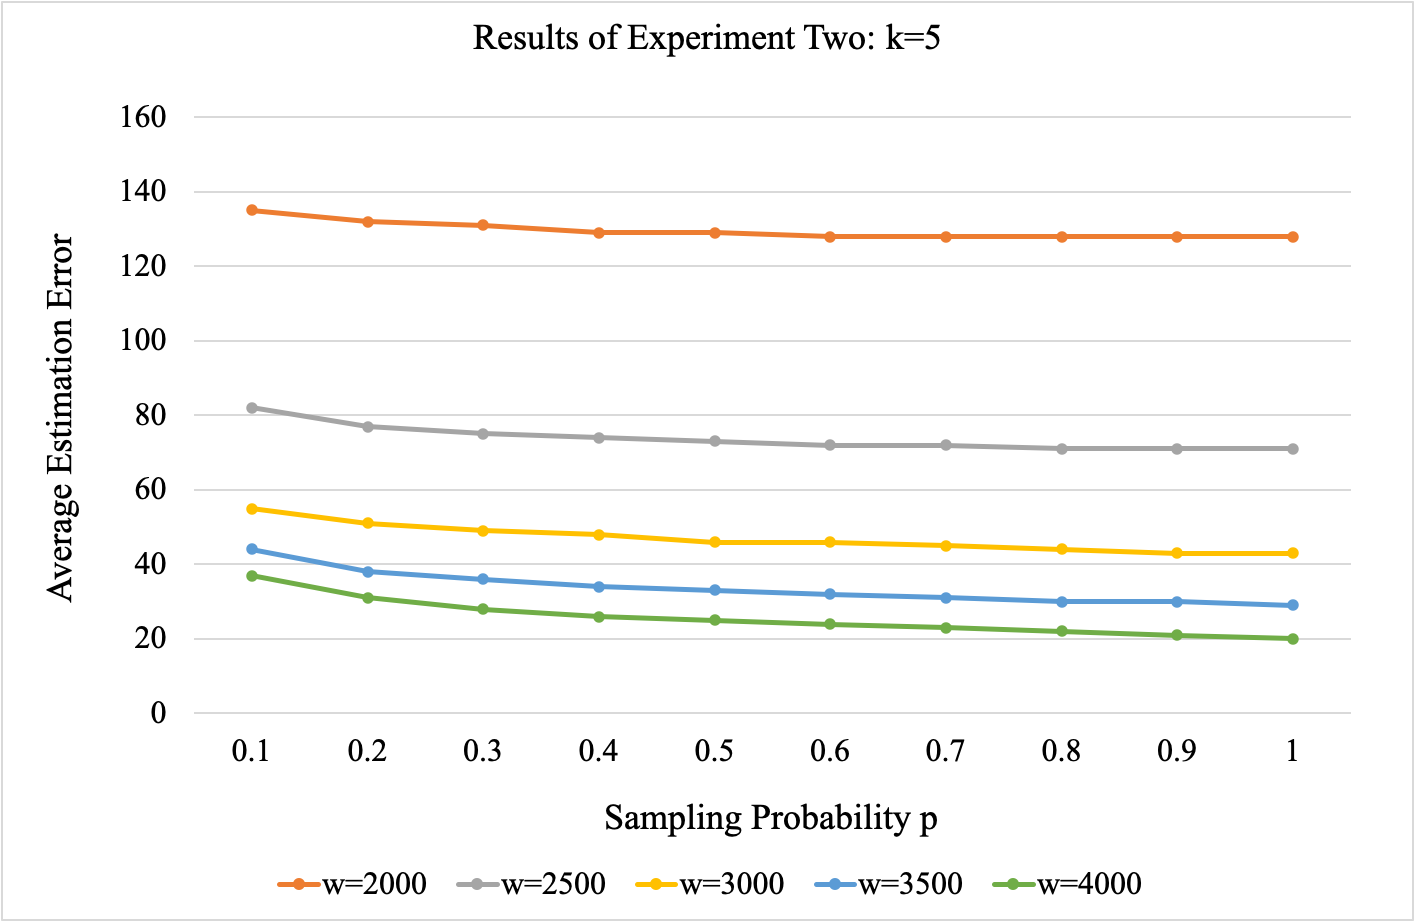 Results of Experiment Two: k=5
160
140
120
100
80
60
40
20
0
Average Estimation Error
0.1 0.2 0.3 0.4 0.5 0.6 0.7 0.8 0.9 1
Sampling Probability p
w=2000 w=2500 w=3000 w=3500 w=4000